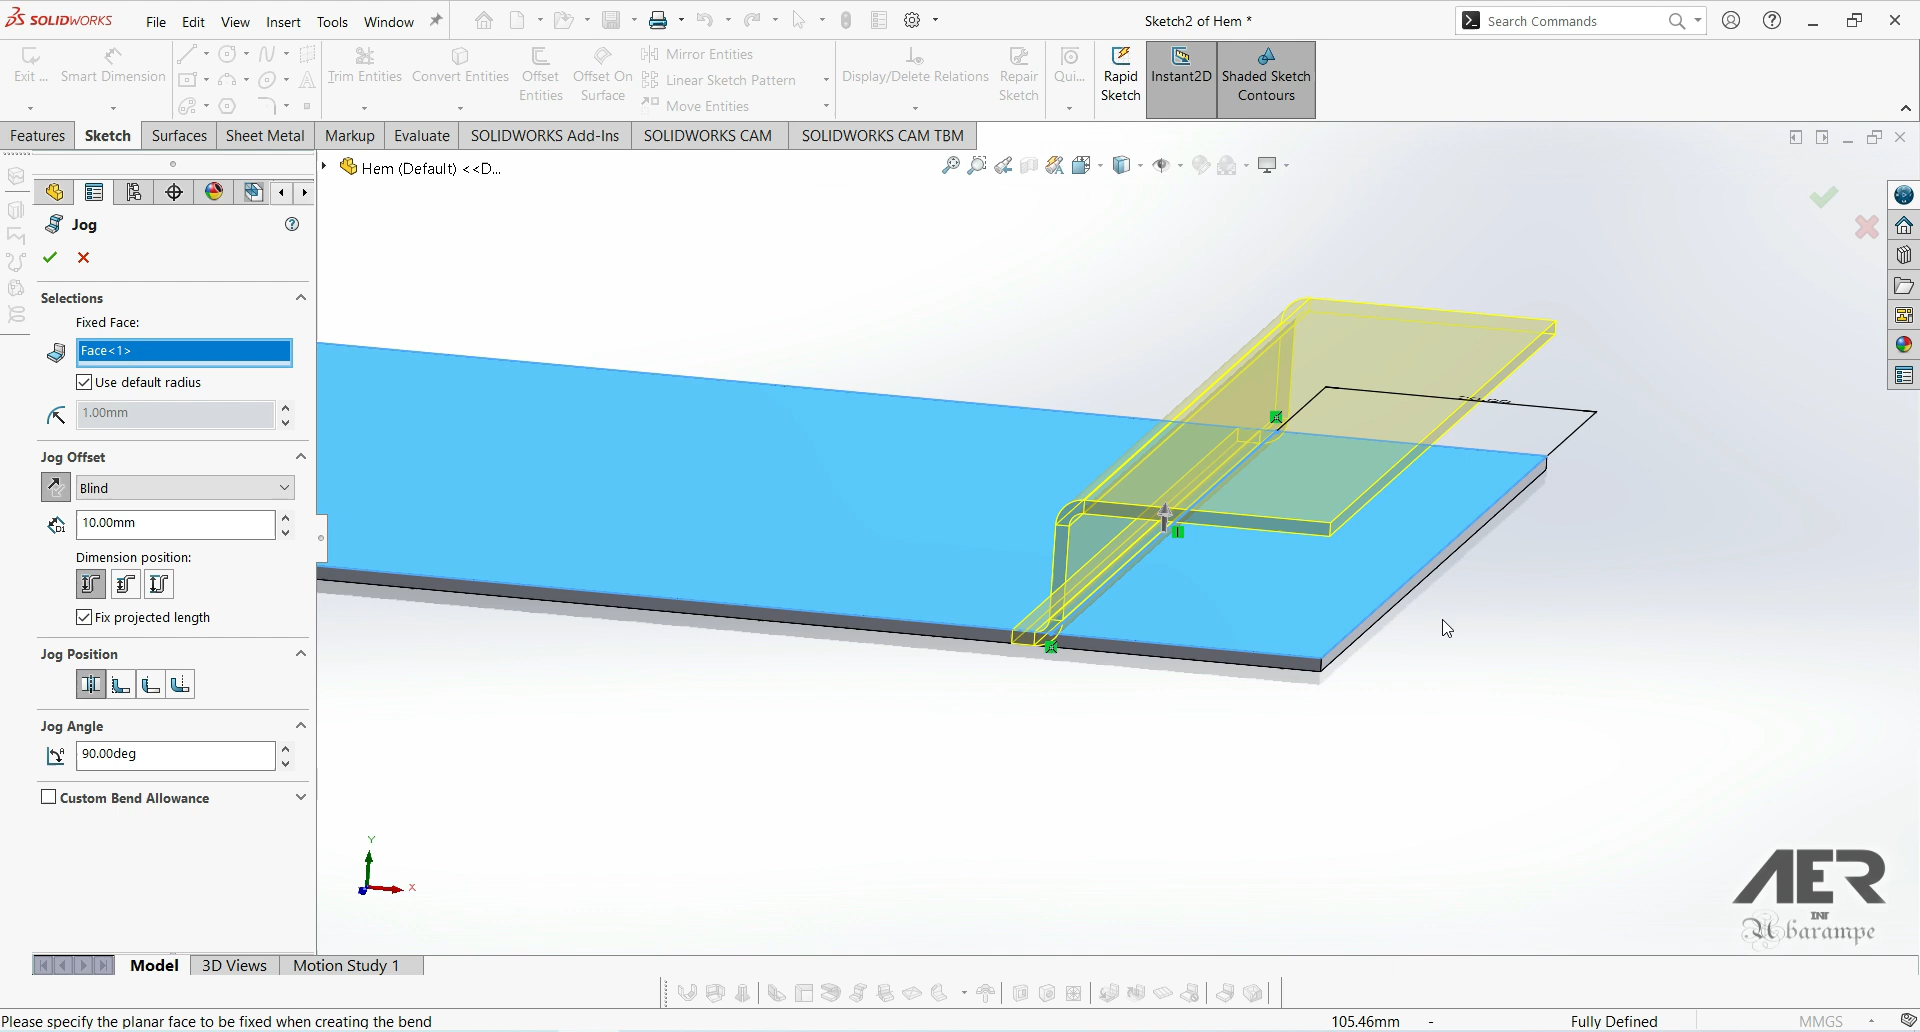 SOLIDWORKS File Edit View Insert Tools Window Sketch2 of Hem * Search Commands
Exit ... Smart Dimension Trim Entities Convert Entities Offset Entities Offset On Surface Mirror Entities Linear Sketch Pattern Move Entities Display/Delete Relations Repair Sketch Qui... Rapid Sketch Instant2D Shaded Sketch Contours
Features Sketch Surfaces Sheet Metal Markup Evaluate SOLIDWORKS Add-Ins SOLIDWORKS CAM SOLIDWORKS CAM TBM
Hem (Default) <<D...
Jog
Selections
Fixed Face:
Face<1>
Use default radius
1.00mm
Jog Offset
Blind
10.00mm
Dimension position:
Fix projected length
Jog Position
Jog Angle
90.00deg
Custom Bend Allowance
Y
X
AER
INT
Abarampe
Model 3D Views Motion Study 1
Please specify the planar face to be fixed when creating the bend 105.46mm - Fully Defined MMGS